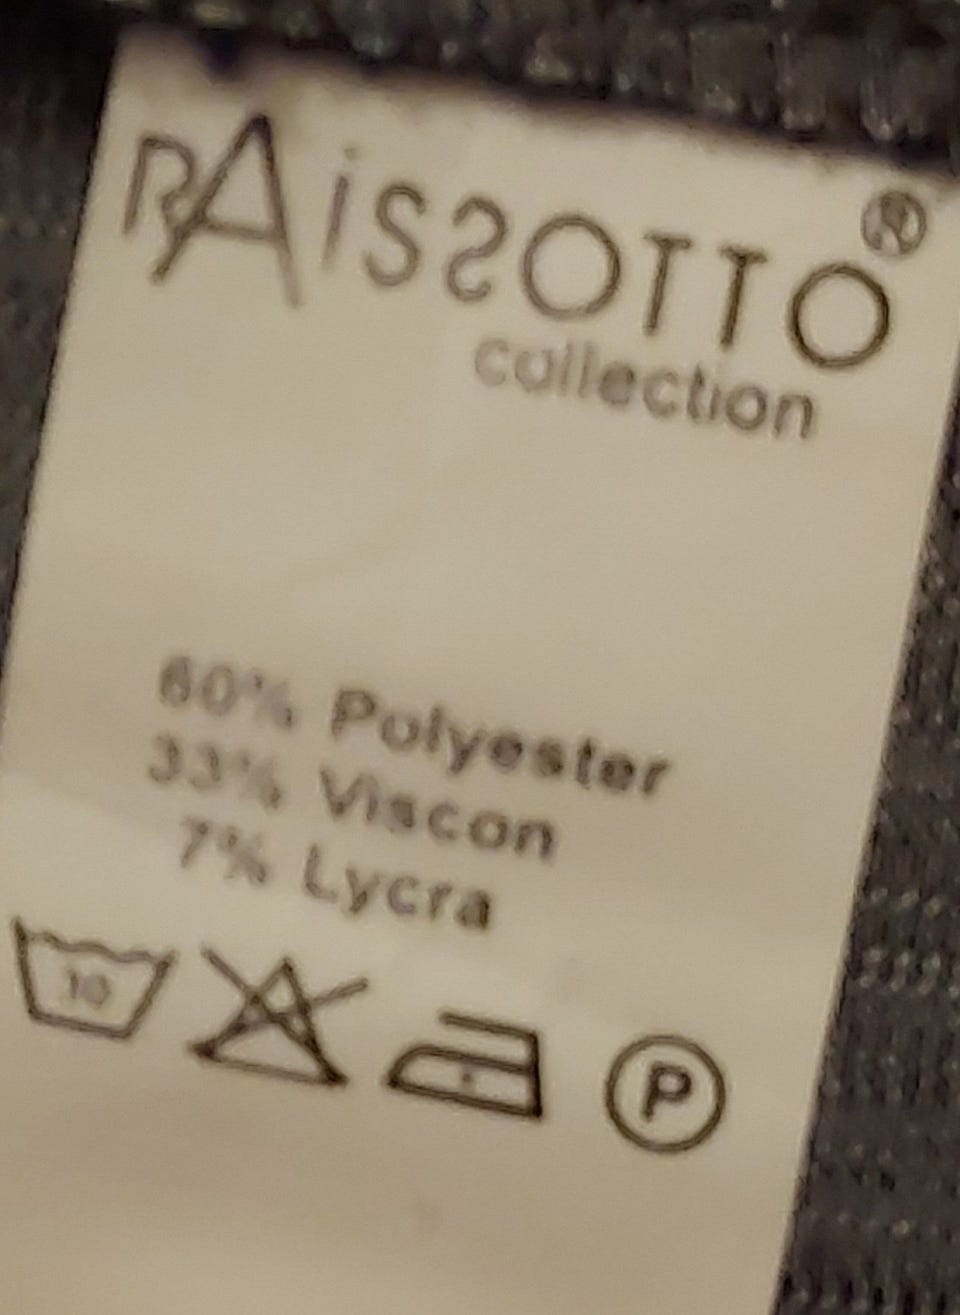 RAissoTTO®
collection
60% Polyester
33% Viscon
7% Lycra
P